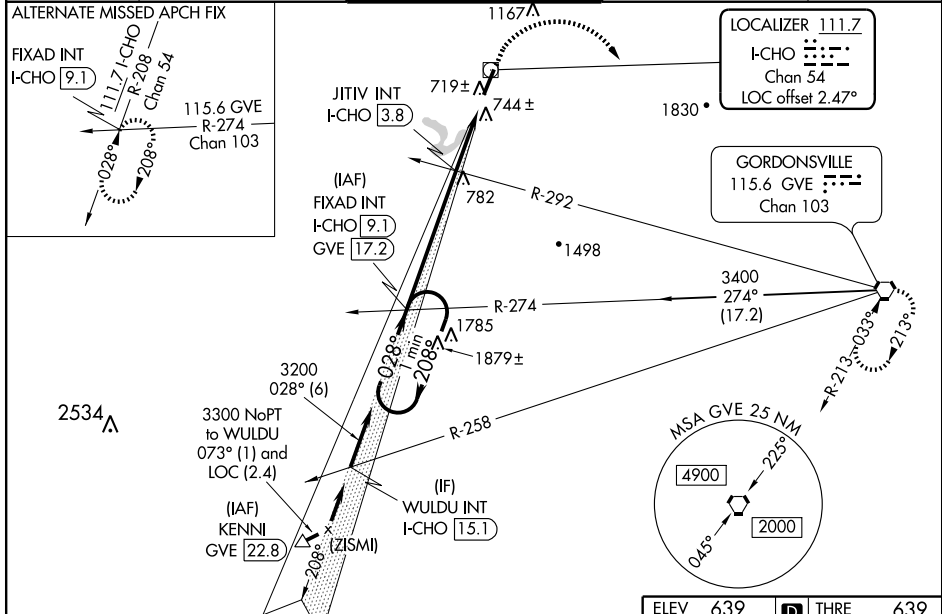 ALTERNATE MISSED APCH FIX
FIXAD INT
I-CHO 9.1
111.7 I-CHO
R-208
Chan 54
115.6 GVE
R-274
Chan 103
028°
208°
1167
LOCALIZER 111.7
I-CHO
Chan 54
LOC offset 2.47°
719±
744±
JITIV INT
I-CHO 3.8
1830
782
R-292
GORDONSVILLE
115.6 GVE
Chan 103
(IAF)
FIXAD INT
I-CHO 9.1
GVE 17.2
1498
3400
274°
(17.2)
R-274
1785
1879±
028°
1 min
208°
R-213
033°
213°
3200
028° (6)
2534
3300 NoPT
to WULDU
073° (1) and
LOC (2.4)
R-258
MSA GVE 25 NM
225°
4900
2000
045°
(IF)
WULDU INT
I-CHO 15.1
(IAF)
KENNI
GVE 22.8
(ZISMI)
208°
ELEV 639 D THRE 639